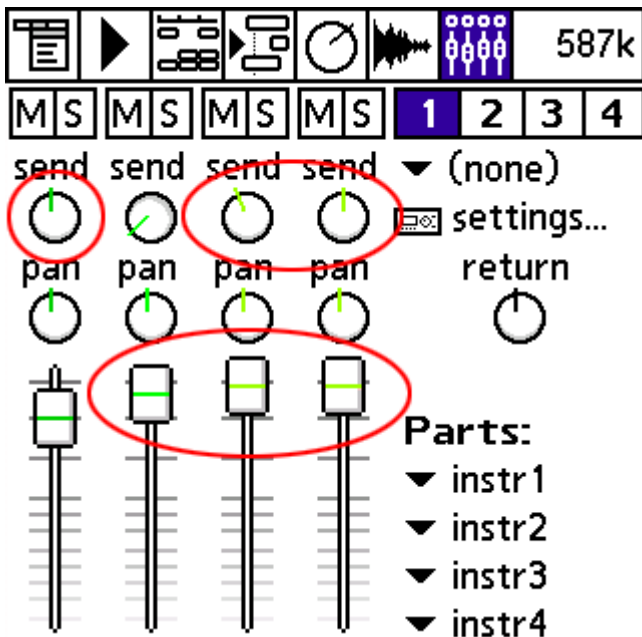 587k
M S M S M S M S 1 2 3 4
send send send send (none)
settings...
pan pan pan pan return
Parts:
instr1
instr2
instr3
instr4